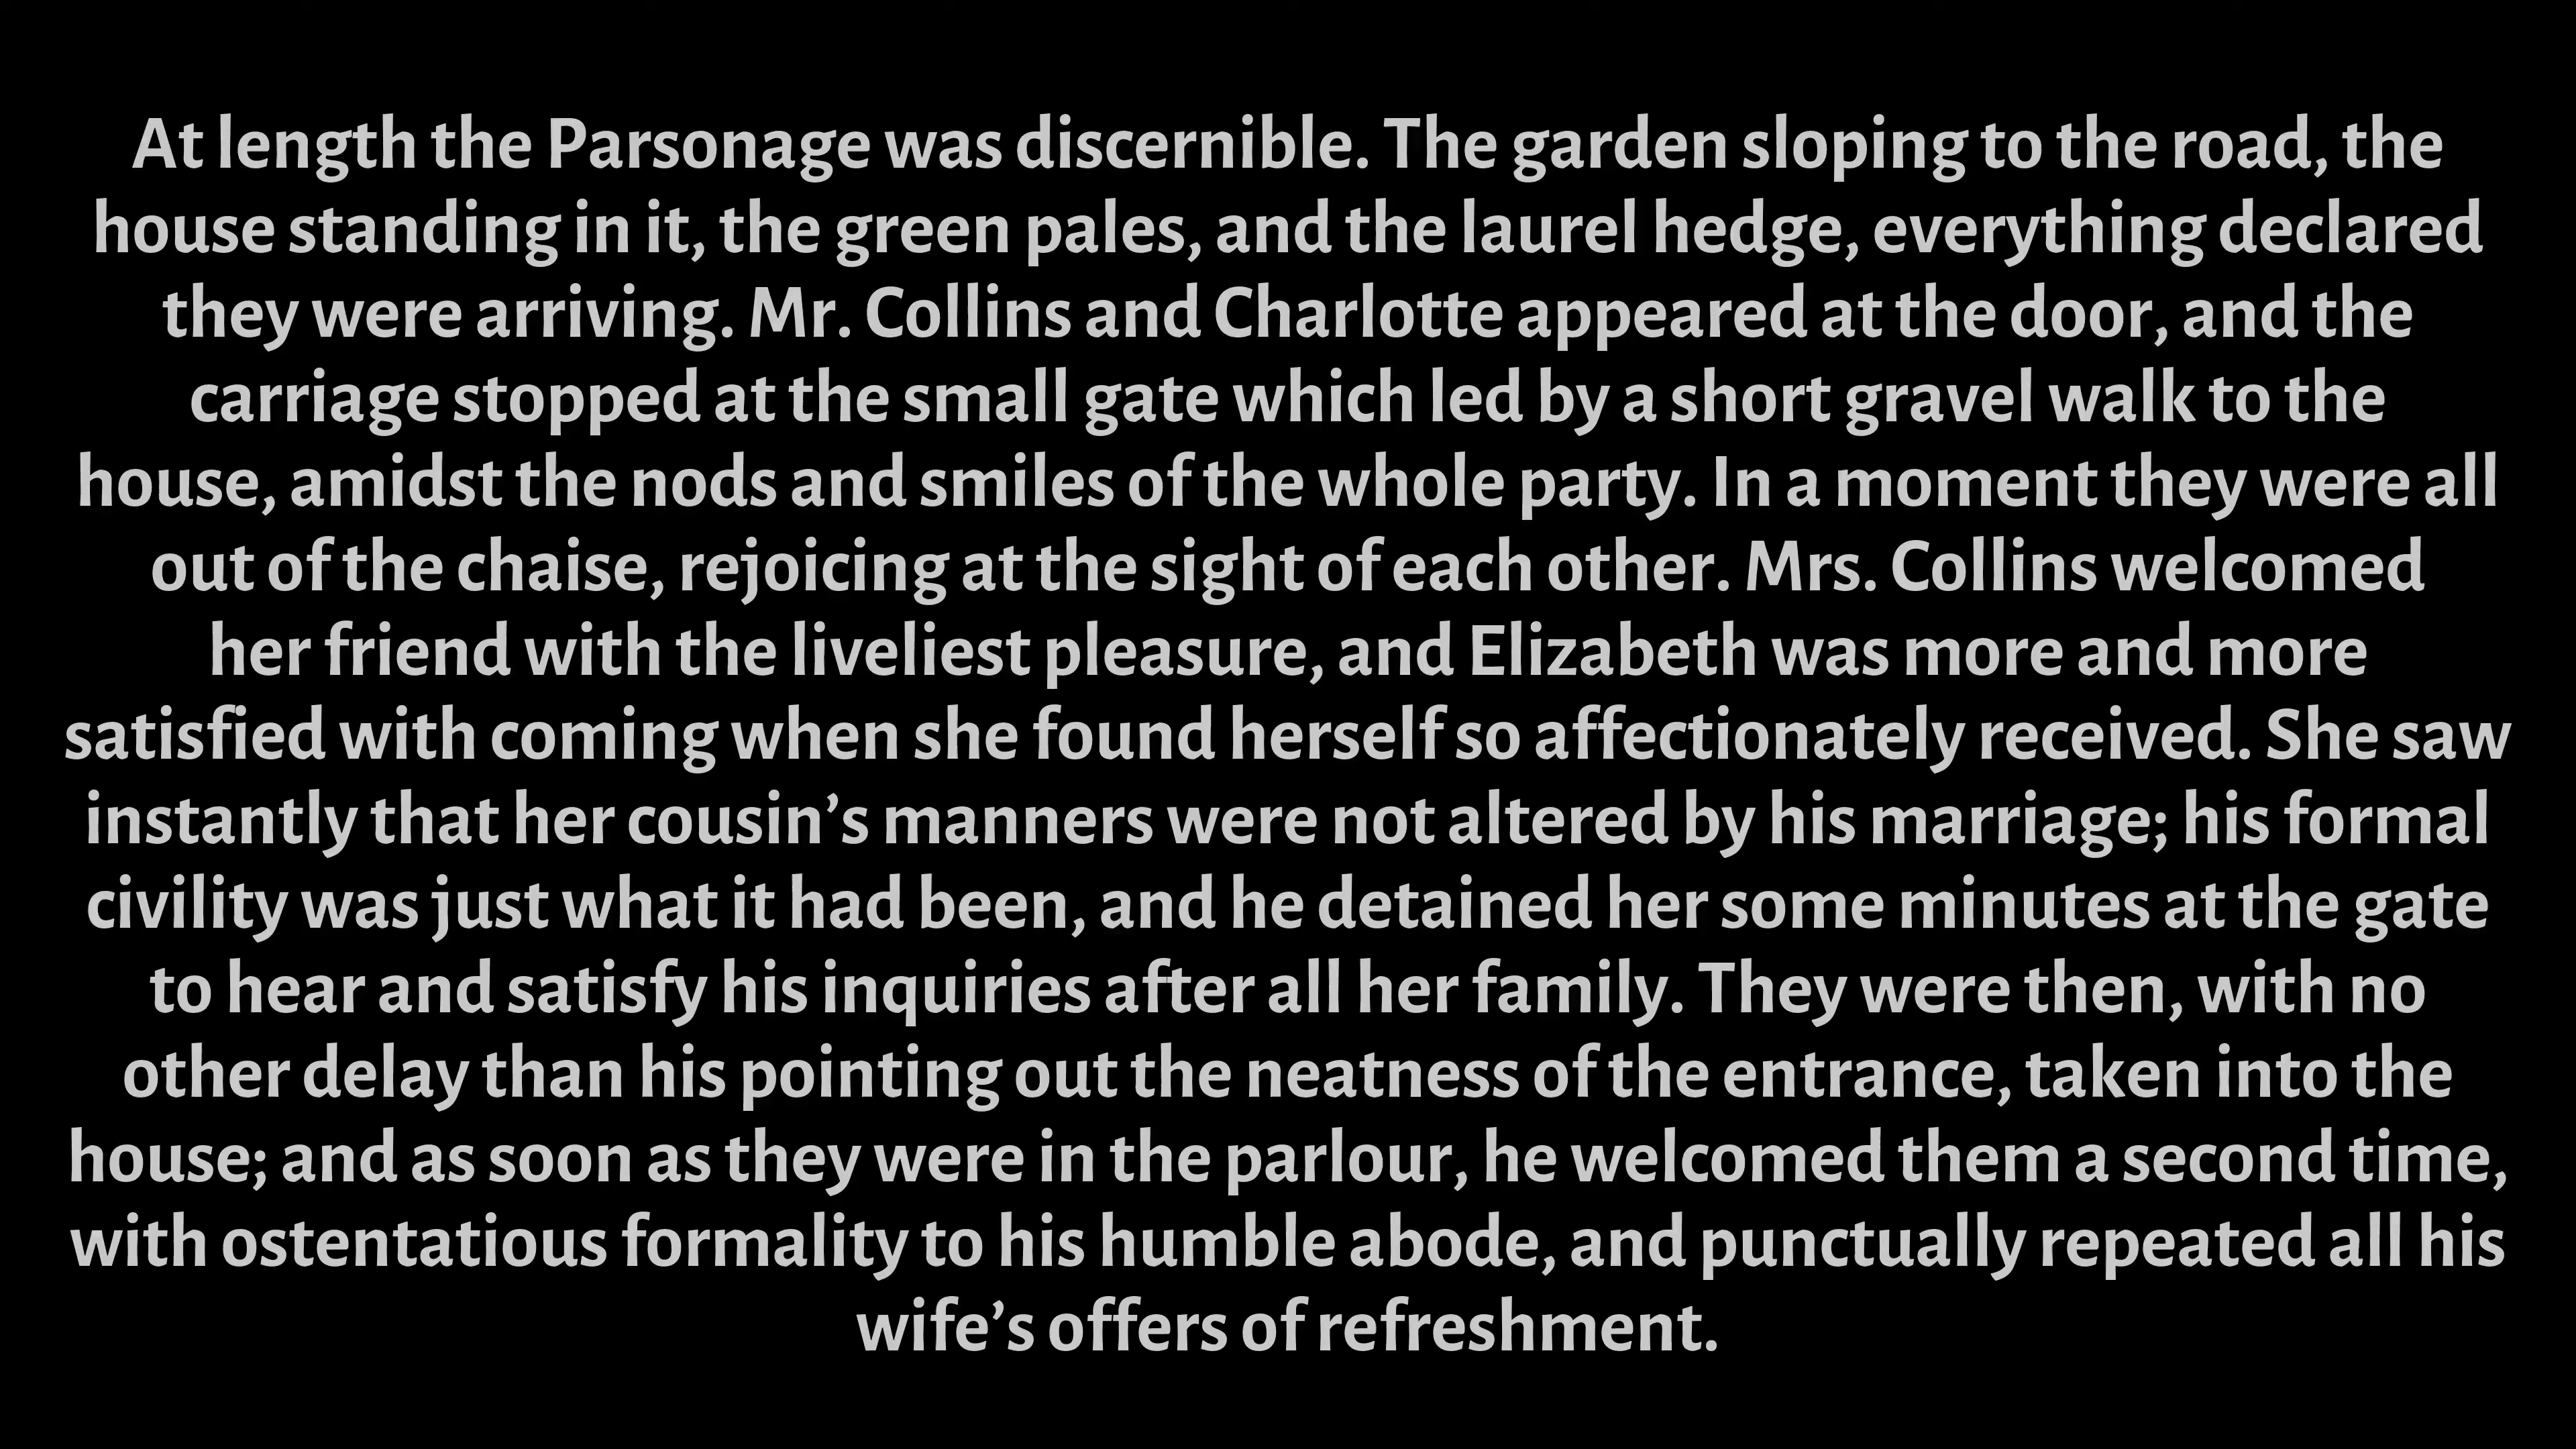 At length the Parsonage was discernible. The garden sloping to the road, the
house standing in it, the green pales, and the laurel hedge, everything declared
they were arriving. Mr. Collins and Charlotte appeared at the door, and the
carriage stopped at the small gate which led by a short gravel walk to the
house, amidst the nods and smiles of the whole party. In a moment they were all
out of the chaise, rejoicing at the sight of each other. Mrs. Collins welcomed
her friend with the liveliest pleasure, and Elizabeth was more and more
satisfied with coming when she found herself so affectionately received. She saw
instantly that her cousin’s manners were not altered by his marriage; his formal
civility was just what it had been, and he detained her some minutes at the gate
to hear and satisfy his inquiries after all her family. They were then, with no
other delay than his pointing out the neatness of the entrance, taken into the
house; and as soon as they were in the parlour, he welcomed them a second time,
with ostentatious formality to his humble abode, and punctually repeated all his
wife’s offers of refreshment.